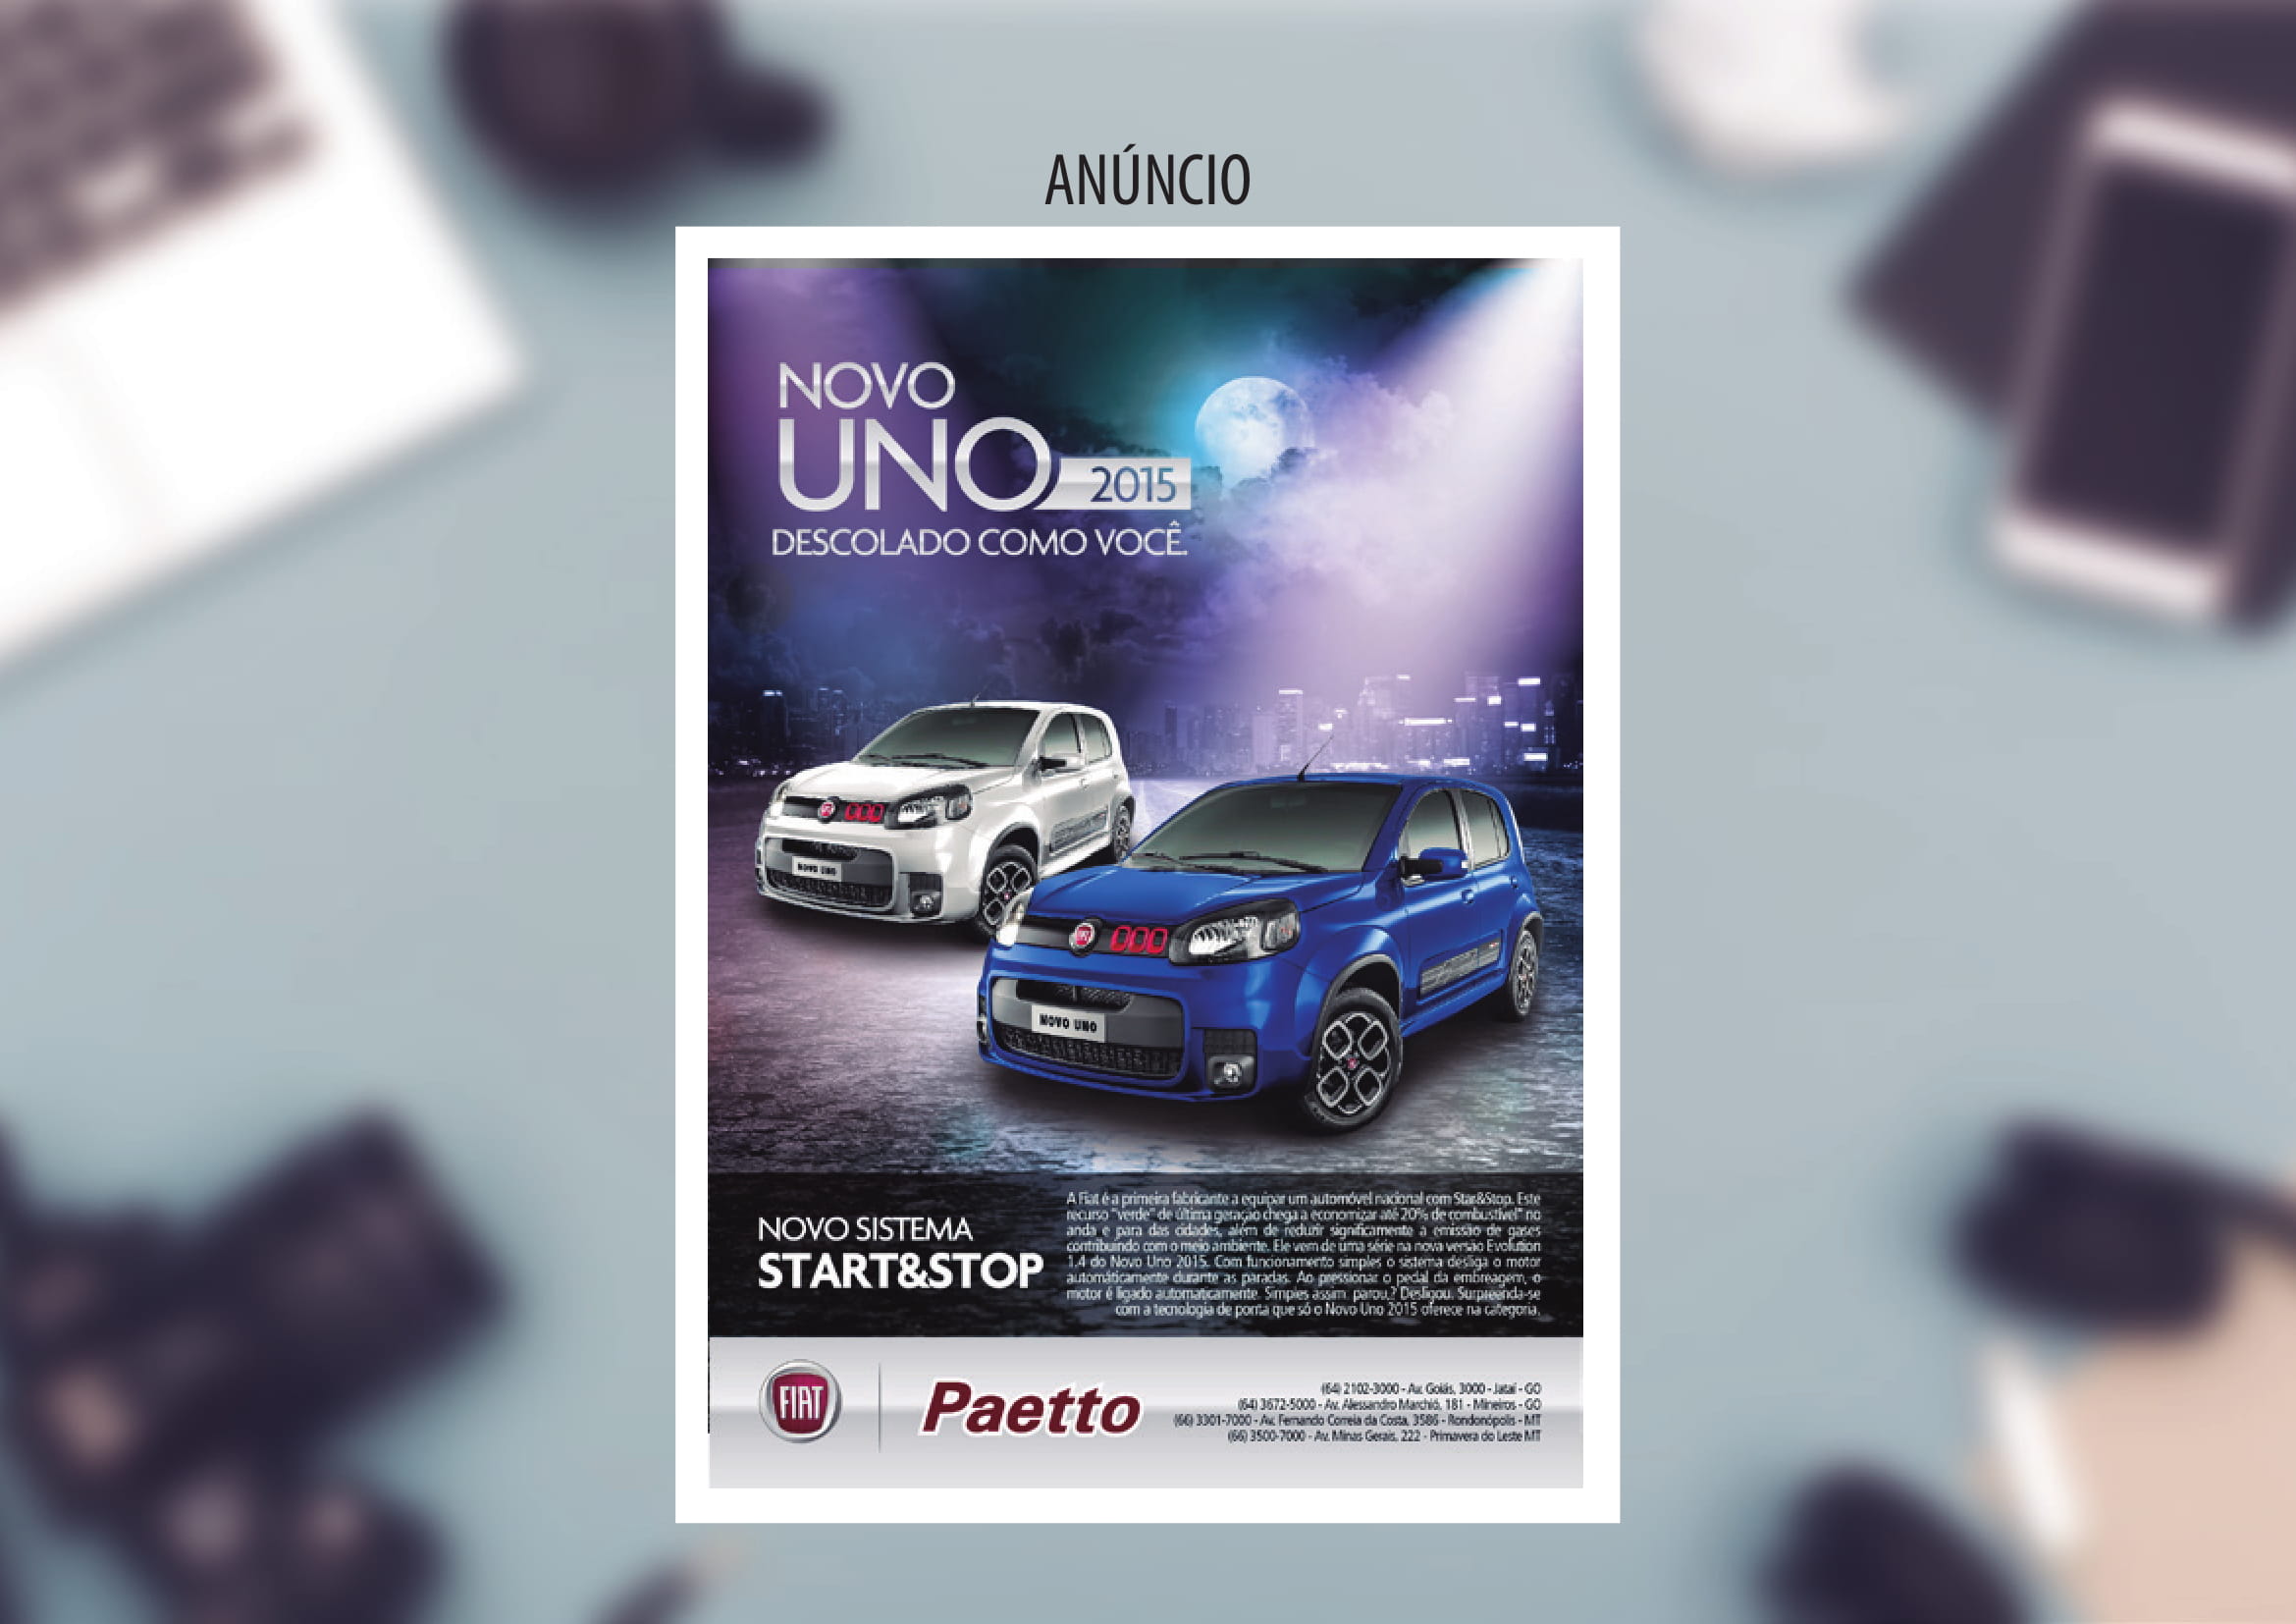 ANÚNCIO
NOVO
UNO 2015
DESCOLADO COMO VOCÊ.
NOVO UNO
NOVO UNO
NOVO SISTEMA
START&STOP
A Fiat é a primeira fabricante a equipar um automóvel nacional com Star&Stop. Este
recurso "verde" de última geração chega a economizar até 20% de combustível* no
anda e para das cidades, além de reduzir significamente a emissão de gases
contribuindo com o meio ambiente. Ele vem de uma série na nova versão Evolution
1.4 do Novo Uno 2015. Com funcionamento simples o sistema desliga o motor
automáticamente durante as paradas. Ao pressionar o pedal da embreagem, o
motor é ligado automaticamente. Simples assim. parou,? Desligou. Surpreenda-se
com a tecnologia de ponta que só o Novo Uno 2015 oferece na categoria.
FIAT
Paetto
(64) 2102-3000 - Av. Goiás, 3000 - Jataí - GO
(64) 3672-5000 - Av. Alessandro Marchió, 181 - Mineiros - GO
(66) 3301-7000 - Av. Fernando Correia da Costa, 3586 - Rondonópolis - MT
(66) 3500-7000 - Av. Minas Gerais, 222 - Primavera do Leste MT